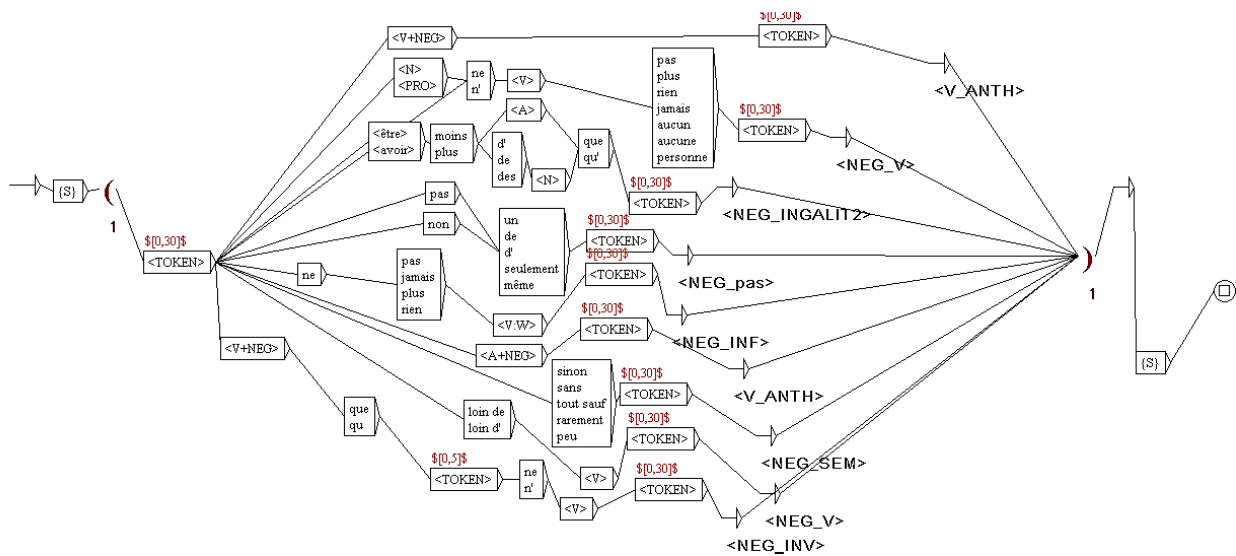 $[0,30]$
<V+NEG>
<TOKEN>
<V_ANTH>
<N>
<PRO>
ne
n'
<V>
pas
plus
rien
jamais
aucun
aucune
personne
$[0,30]$
<TOKEN>
<NEG_V>
<être>
<avoir>
moins
plus
<A>
d'
de
des
<N>
que
qu'
$[0,30]$
<TOKEN>
<NEG_INGALIT2>
{S}
(
1
$[0,30]$
<TOKEN>
pas
non
un
de
d'
seulement
même
$[0,30]$
<TOKEN>
<NEG_pas>
ne
pas
jamais
plus
rien
<V:W>
$[0,30]$
<TOKEN>
<NEG_INF>
<A+NEG>
$[0,30]$
<TOKEN>
<V_ANTH>
sinon
sans
tout sauf
rarement
peu
$[0,30]$
<TOKEN>
<NEG_SEM>
loin de
loin d'
<V>
$[0,30]$
<TOKEN>
<NEG_V>
<V+NEG>
que
qu
$[0,5]$
<TOKEN>
ne
n'
<V>
$[0,30]$
<TOKEN>
<NEG_INV>
)
1
{S}